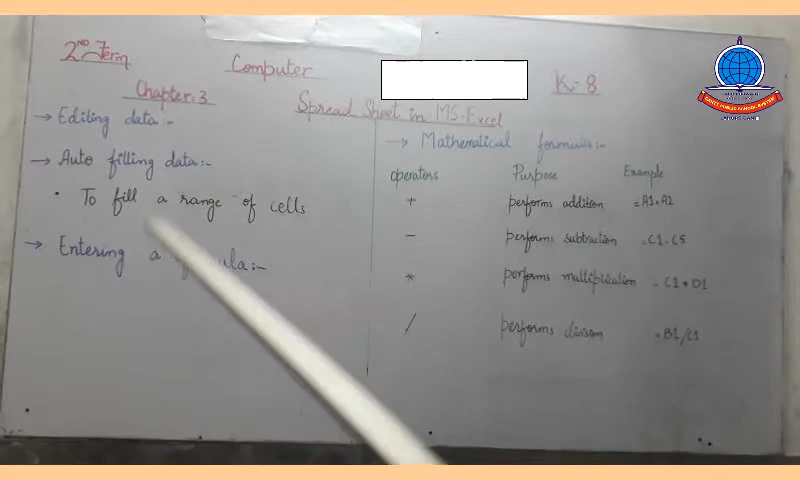 2ND Term
Computer
K-8
Chapter:3
Spread Sheet in MS-Excel
→ Editing data:-
→ Auto filling data:-
• To fill a range of cells
→ Entering a
→ Mathematical formula:-
operators Purpose Example
+ performs addition =A1+A2
- performs subtraction =C1-C5
* performs multiplication =C1*D1
/ performs division =B1/C1
GARRISON